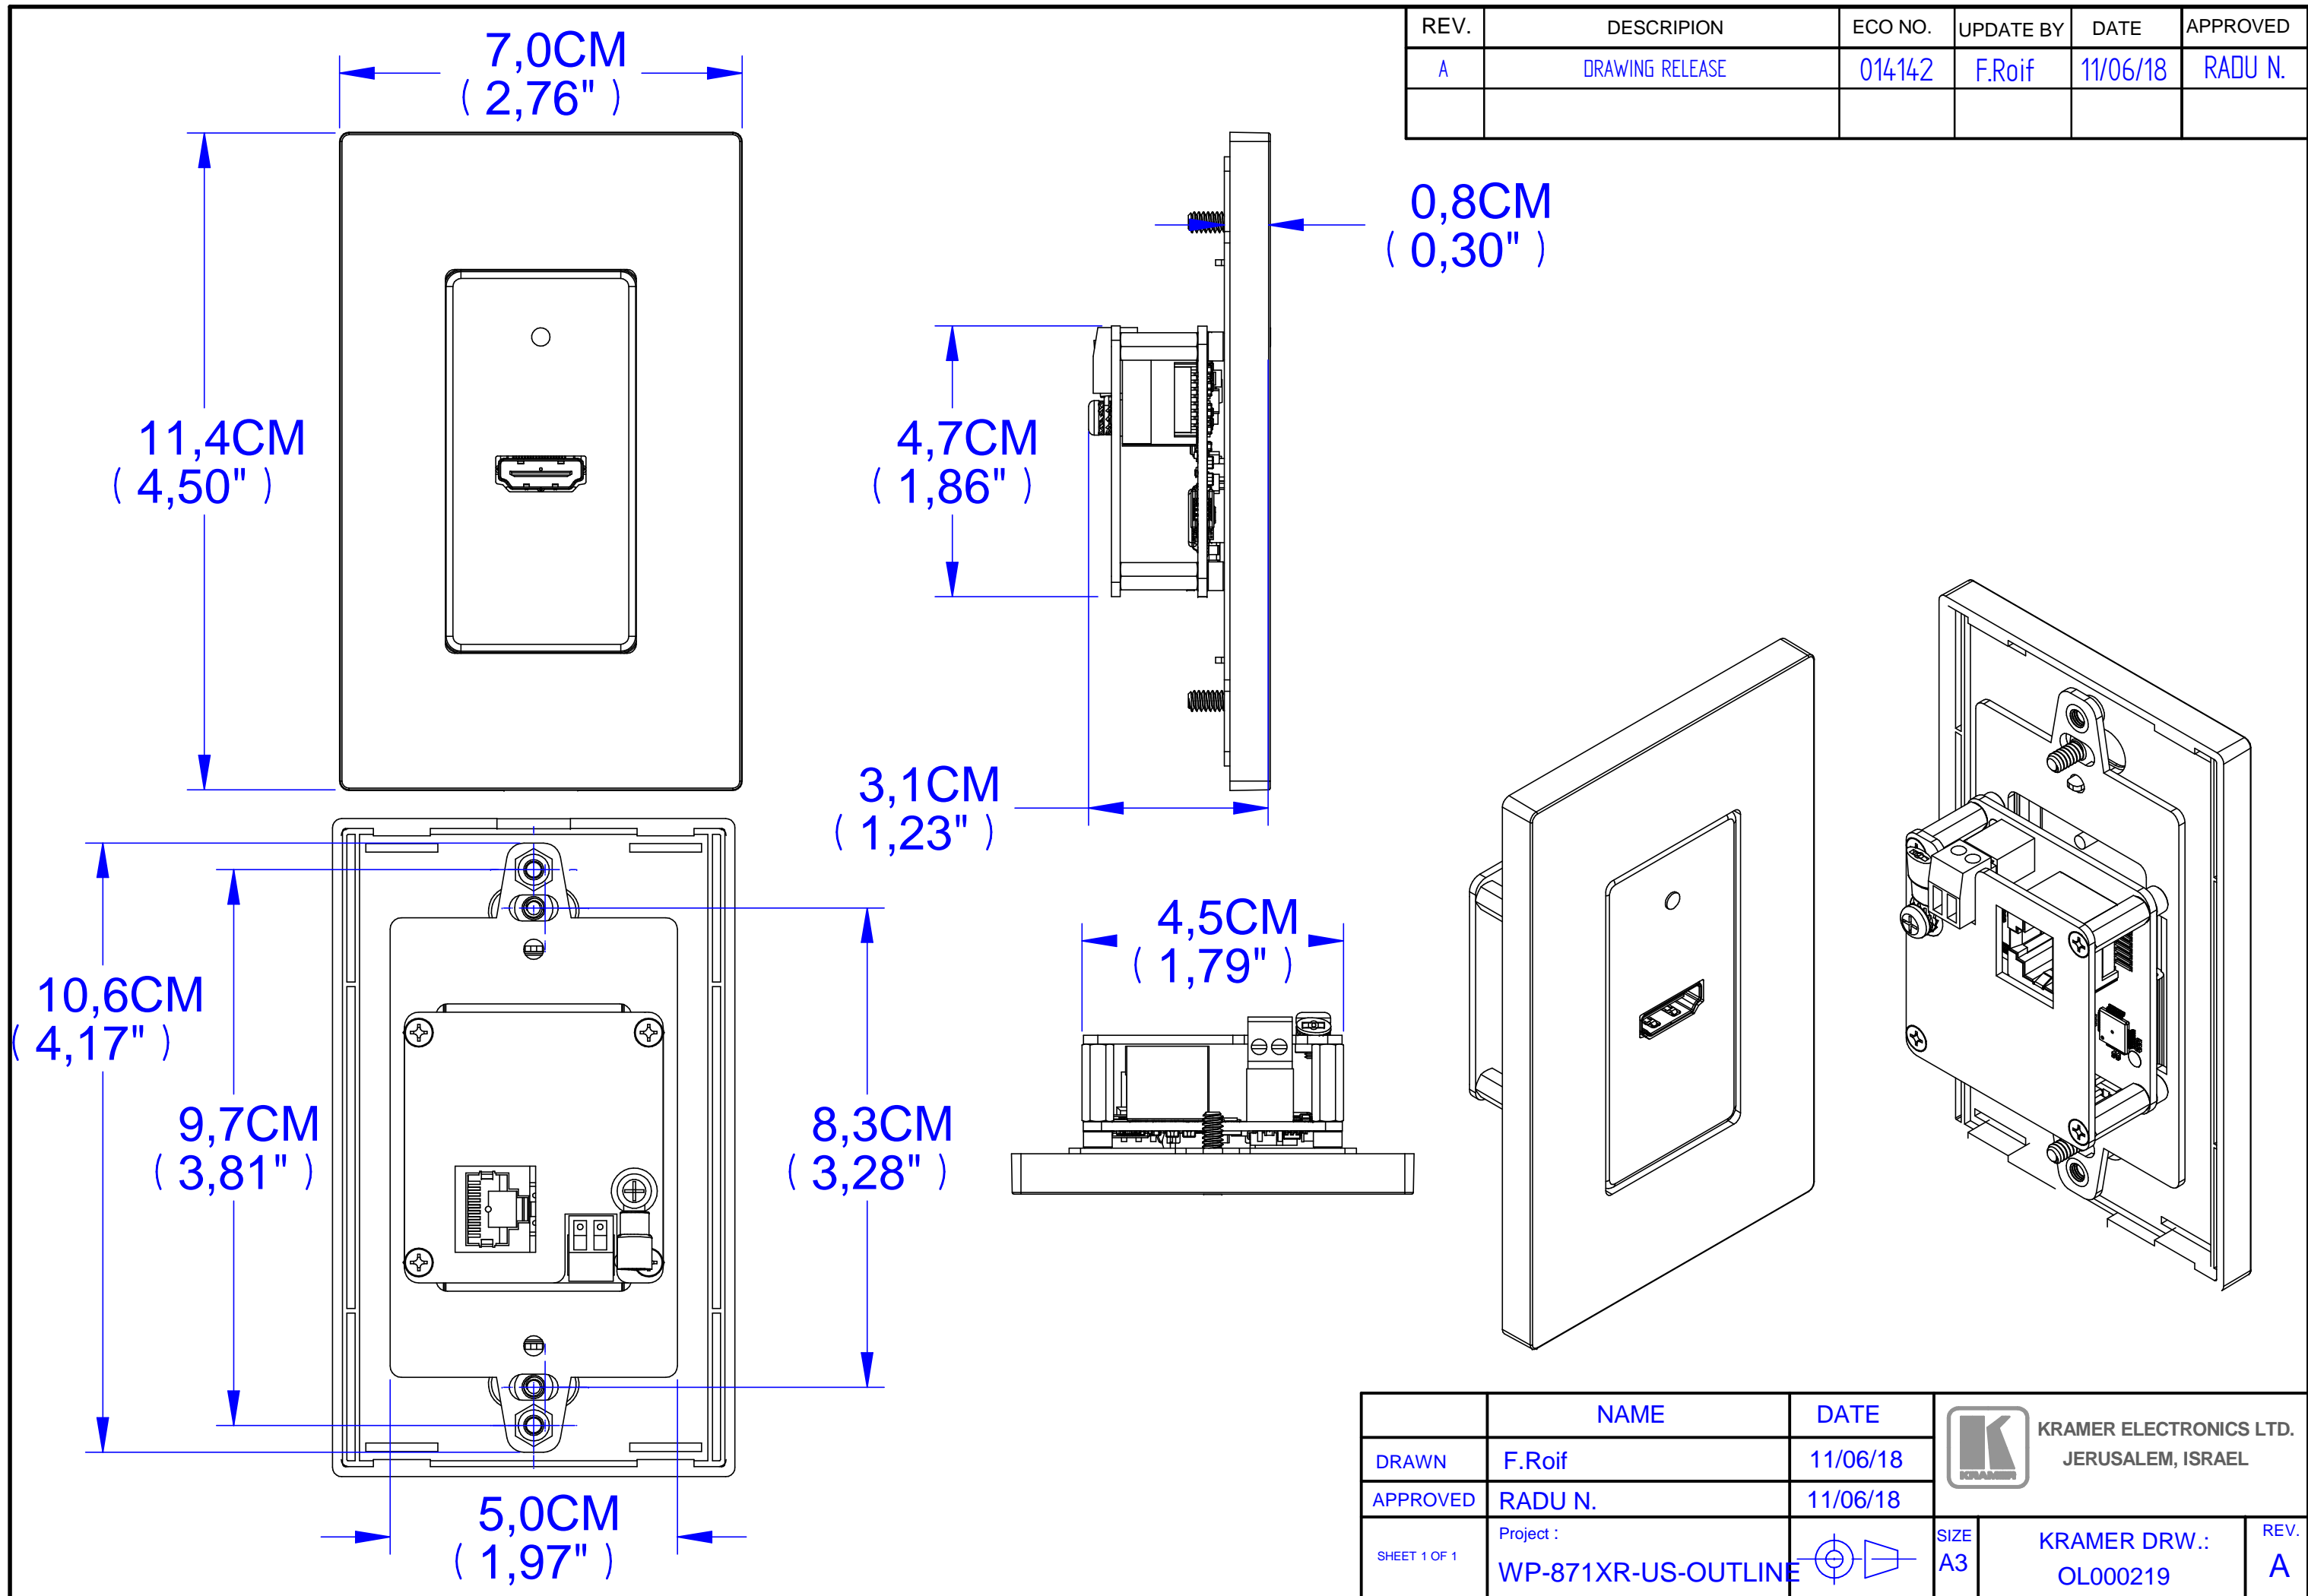 REV. DESCRIPION ECO NO. UPDATE BY DATE APPROVED
A DRAWING RELEASE 014142 F.Roif 11/06/18 RADU N.
7,0CM
( 2,76" )
0,8CM
( 0,30" )
11,4CM
( 4,50" )
4,7CM
( 1,86" )
3,1CM
( 1,23" )
4,5CM
( 1,79" )
10,6CM
( 4,17" )
9,7CM
( 3,81" )
8,3CM
( 3,28" )
5,0CM
( 1,97" )
NAME DATE
DRAWN F.Roif 11/06/18
APPROVED RADU N. 11/06/18
KRAMER
KRAMER ELECTRONICS LTD.
JERUSALEM, ISRAEL
SHEET 1 OF 1
Project :
WP-871XR-US-OUTLINE
SIZE
A3
KRAMER DRW.:
OL000219
REV.
A